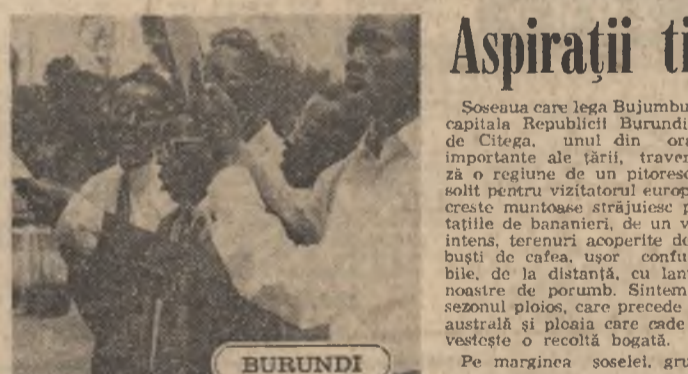 BURUNDI
Aspirații ti
Șoseaua care lega Bujumbu
capitala Republicii Burundi
de Citega, unul din ora
importante ale țării, traver
ză o regiune de un pitoresc
solit pentru vizitatorul europ
creste muntoase străjuiesc p
tațiile de bananieri, de un v
intens, terenuri acoperite de
buști de cafea, ușor confu
bile, de la distanță, cu lan
noastre de porumb. Sîntem
sezonul ploios, care precede
australă și ploaia care cade
vestește o recoltă bogată.
Pe marginea șoselei, gru